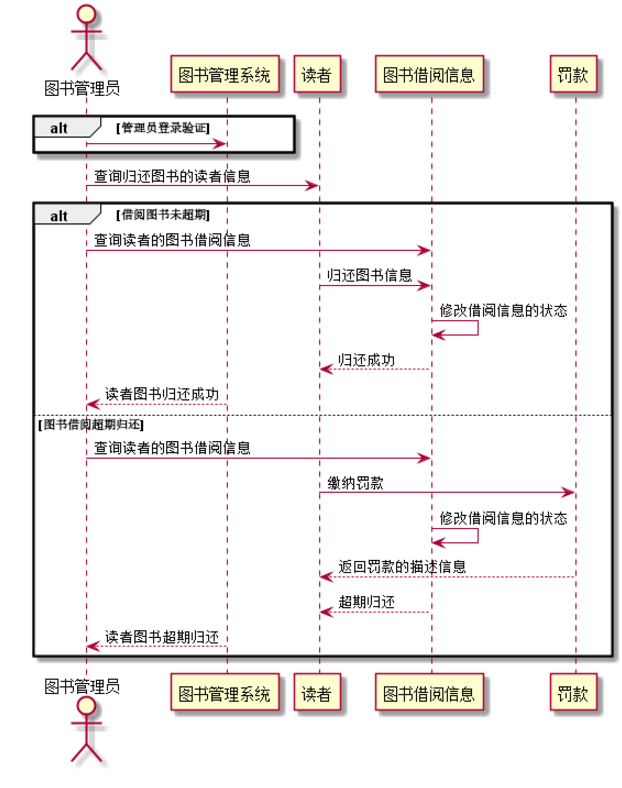 图书管理员
图书管理系统
读者
图书借阅信息
罚款
alt [管理员登录验证]
查询归还图书的读者信息
alt [借阅图书未超期]
查询读者的图书借阅信息
归还图书信息
修改借阅信息的状态
归还成功
读者图书归还成功
[图书借阅超期归还]
查询读者的图书借阅信息
缴纳罚款
修改借阅信息的状态
返回罚款的描述信息
超期归还
读者图书超期归还
图书管理员
图书管理系统
读者
图书借阅信息
罚款